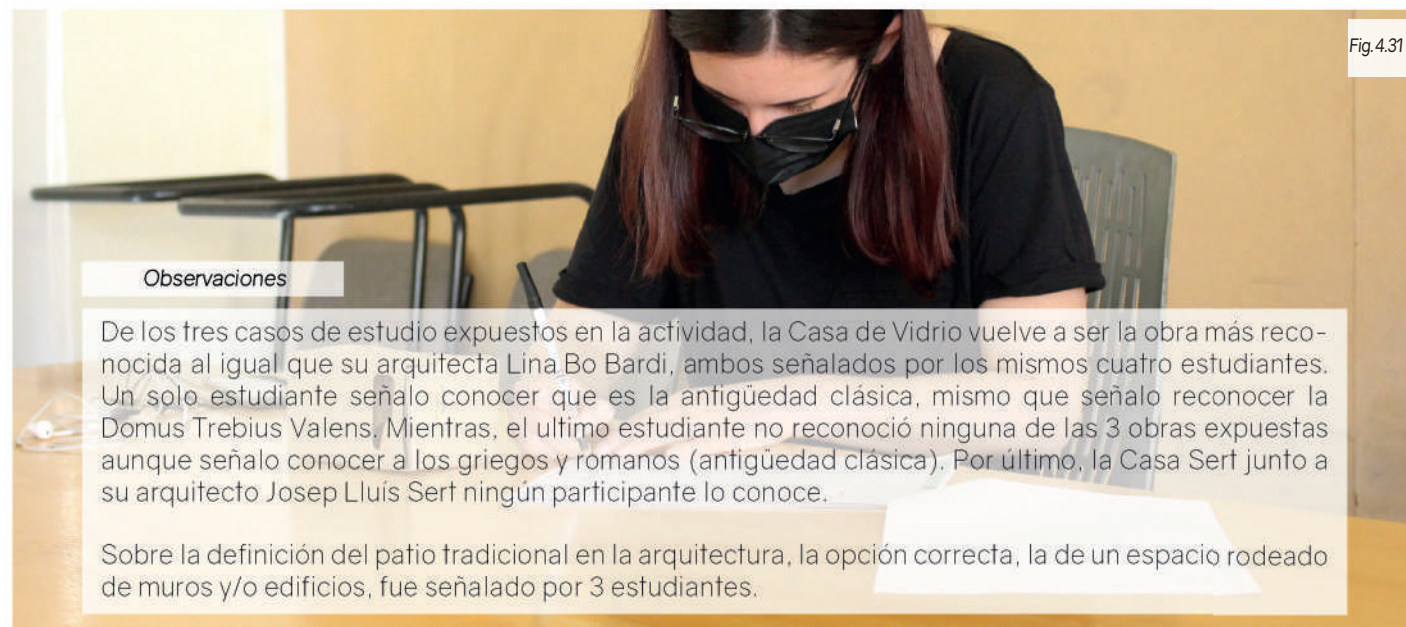 Fig.4.31
Observaciones
De los tres casos de estudio expuestos en la actividad, la Casa de Vidrio vuelve a ser la obra más reco-
nocida al igual que su arquitecta Lina Bo Bardi, ambos señalados por los mismos cuatro estudiantes.
Un solo estudiante señalo conocer que es la antigüedad clásica, mismo que señalo reconocer la
Domus Trebius Valens. Mientras, el ultimo estudiante no reconoció ninguna de las 3 obras expuestas
aunque señalo conocer a los griegos y romanos (antigüedad clásica). Por último, la Casa Sert junto a
su arquitecto Josep Lluís Sert ningún participante lo conoce.
Sobre la definición del patio tradicional en la arquitectura, la opción correcta, la de un espacio rodeado
de muros y/o edificios, fue señalado por 3 estudiantes.